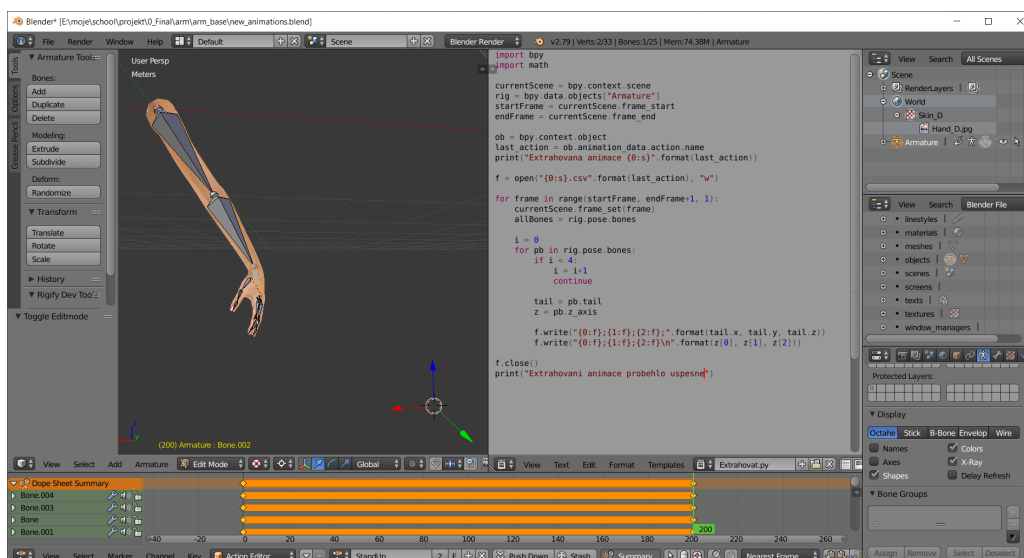 Blender* [E:\moje\school\projekt\0_Final\arm\arm_base\new_animations.blend]
File Render Window Help Default Scene Blender Render v2.79 | Verts:2/33 | Bones:1/25 | Mem:74.38M | Armature
Tools
Options
Grease Pencil
Armature Tools
Bones:
Add
Duplicate
Delete
Modeling:
Extrude
Subdivide
Deform:
Randomize
Transform
Translate
Rotate
Scale
History
Rigify Dev Tools
Toggle Editmode
User Persp
Meters
(200) Armature : Bone.002
View Select Add Armature Edit Mode Global
import bpy
import math
currentScene = bpy.context.scene
rig = bpy.data.objects["Armature"]
startFrame = currentScene.frame_start
endFrame = currentScene.frame_end
ob = bpy.context.object
last_action = ob.animation_data.action.name
print("Extrahovana animace {0:s}".format(last_action))
f = open("{0:s}.csv".format(last_action), "w")
for frame in range(startFrame, endFrame+1, 1):
    currentScene.frame_set(frame)
    allBones = rig.pose.bones
    i = 0
    for pb in rig.pose.bones:
        if i < 4:
            i = i+1
            continue
        tail = pb.tail
        z = pb.z_axis
        f.write("{0:f};{1:f};{2:f};".format(tail.x, tail.y, tail.z))
        f.write("{0:f};{1:f};{2:f}\n".format(z[0], z[1], z[2]))
f.close()
print("Extrahovani animace probehlo uspesne")
View Text Edit Format Templates Extrahovat.py
View Search All Scenes
Scene
RenderLayers
World
Skin_D
Hand_D.jpg
Armature
View Search Blender File
linestyles
materials
meshes
objects
scenes
screens
texts
textures
window_managers
Protected Layers:
Display
Octahe Stick B-Bone Envelop Wire
Names Colors
Axes X-Ray
Shapes Delay Refresh
Bone Groups
Assign Remove Select Deselect
Dope Sheet Summary
Bone.004
Bone.003
Bone
Bone.001
-40 -20 0 20 40 60 80 100 120 140 160 180 200 220 240 260
200
View Select Marker Channel Key Action Editor StandUp 2 F Push Down Stash Summary Nearest Frame